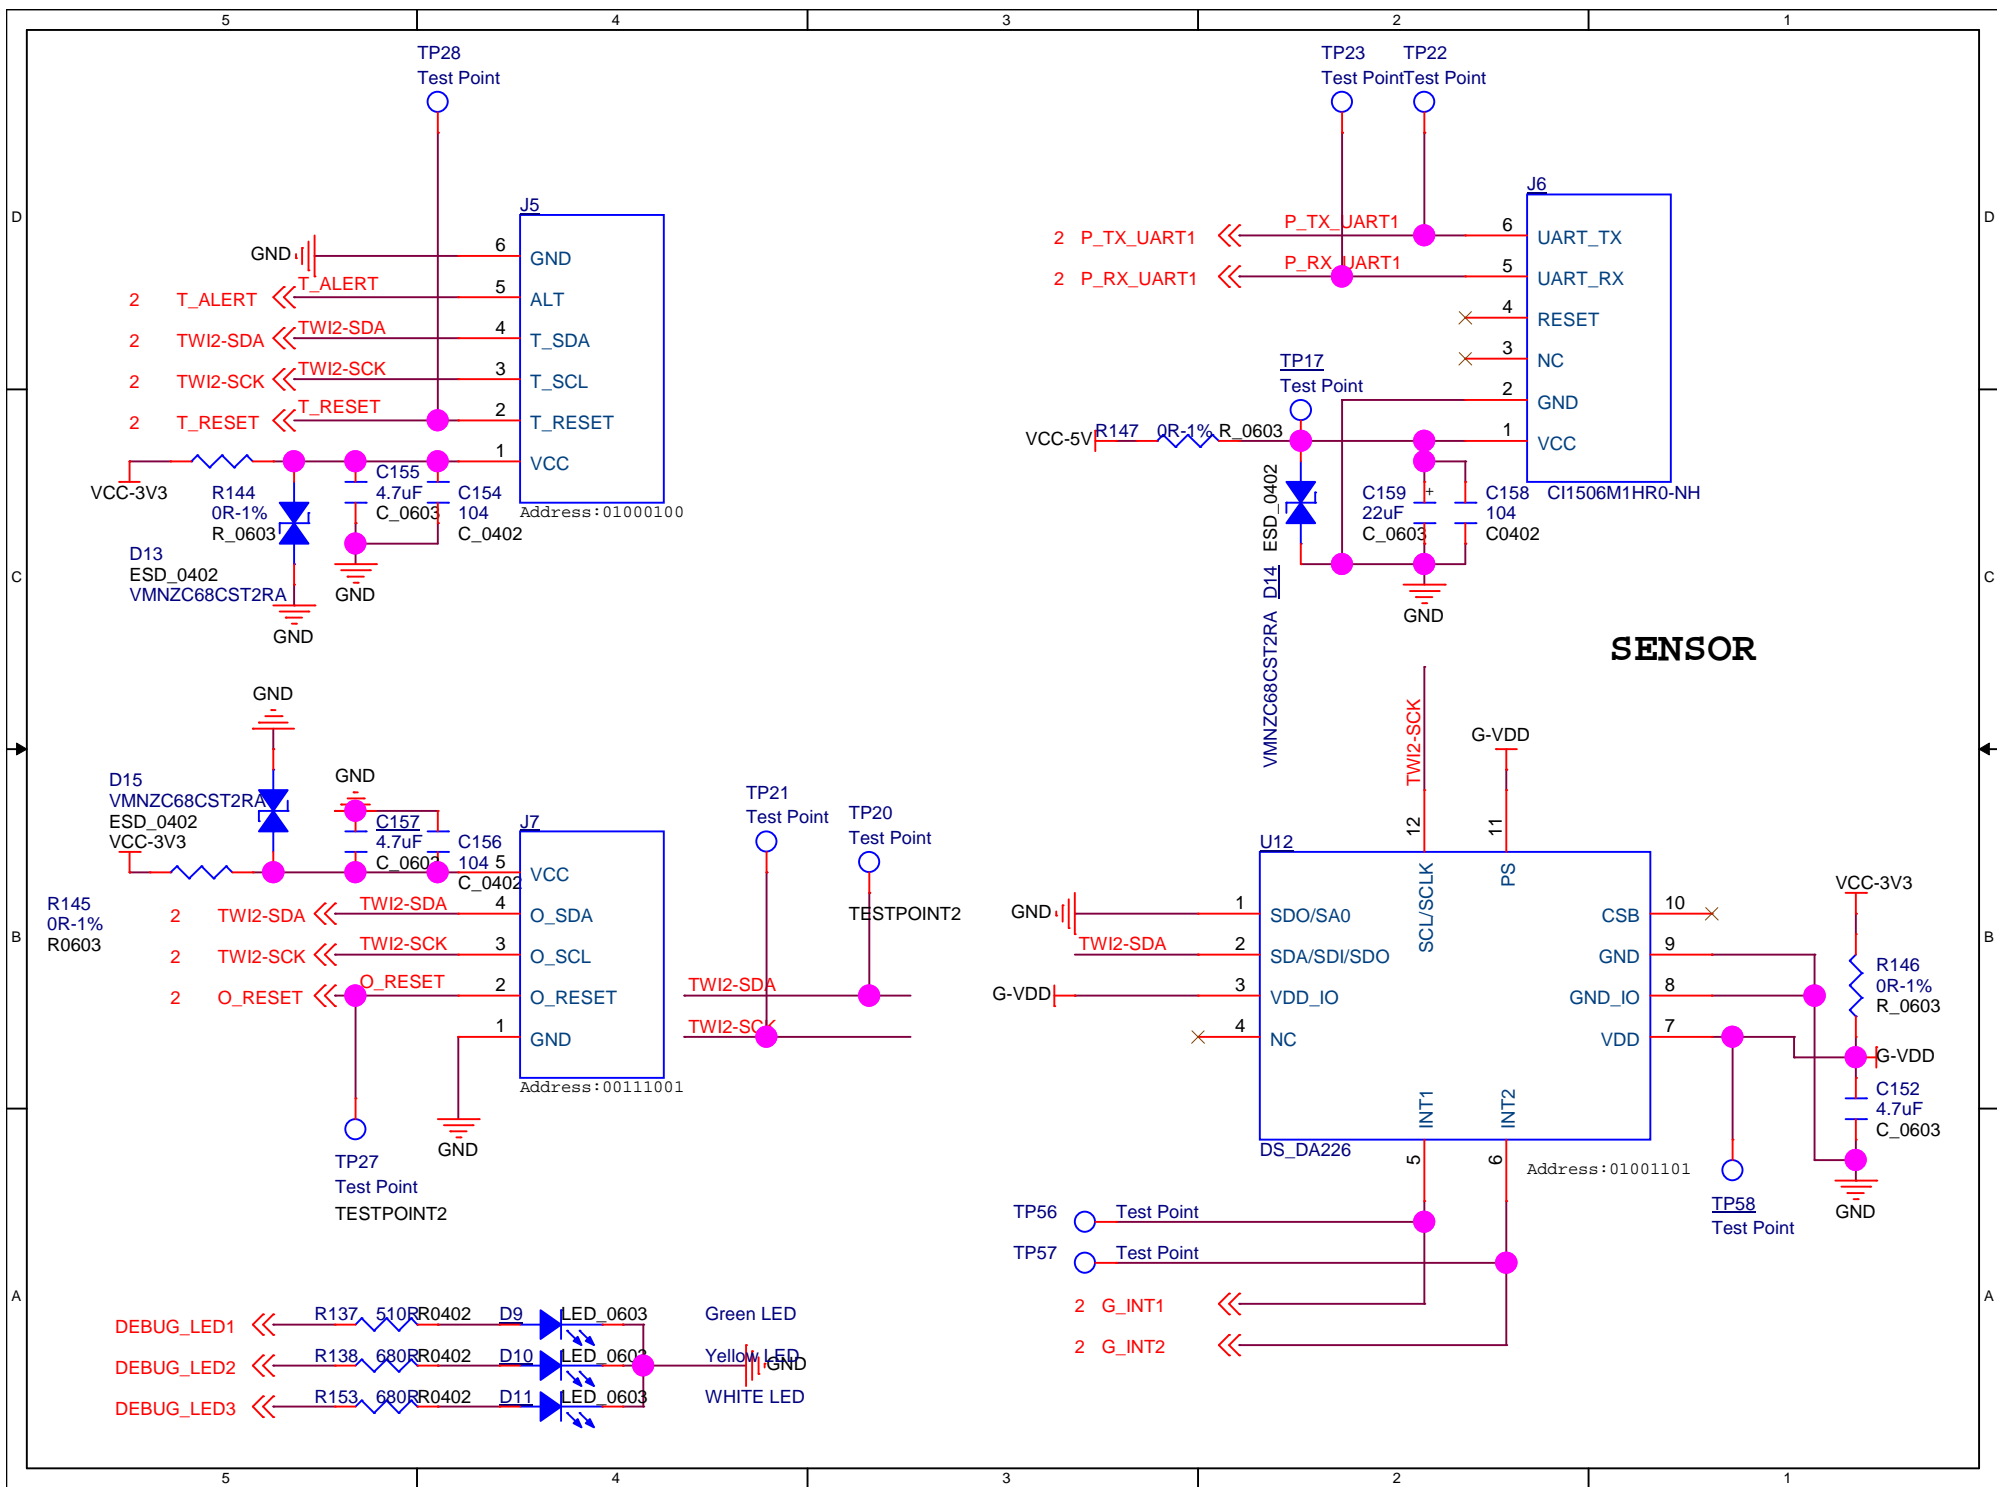 5 4 3 2 1
D
C
B
A
TP28
Test Point
J5
GND
6 GND
2 T_ALERT T_ALERT 5 ALT
2 TWI2-SDA TWI2-SDA 4 T_SDA
2 TWI2-SCK TWI2-SCK 3 T_SCL
2 T_RESET T_RESET 2 T_RESET
1 VCC
VCC-3V3
R144
0R-1%
R_0603
C155
4.7uF
C_0603
C154
104
C_0402
Address:01000100
D13
ESD_0402
VMNZC68CST2RA
GND
GND
TP23
Test Point
TP22
Test Point
J6
2 P_TX_UART1 P_TX_UART1 6 UART_TX
2 P_RX_UART1 P_RX_UART1 5 UART_RX
4 RESET
3 NC
2 GND
1 VCC
TP17
Test Point
VCC-5V R147 0R-1% R_0603
CI1506M1HR0-NH
C159
+
22uF
C_0603
C158
104
C0402
VMNZC68CST2RA D14 ESD_0402
GND
SENSOR
GND
D15
VMNZC68CST2RA
ESD_0402
VCC-3V3
GND
C157
4.7uF
C_0603
C156
104
C_0402
J7
5 VCC
R145
0R-1%
R0603
2 TWI2-SDA TWI2-SDA 4 O_SDA
2 TWI2-SCK TWI2-SCK 3 O_SCL
2 O_RESET O_RESET 2 O_RESET
1 GND
Address:00111001
GND
TP27
Test Point
TESTPOINT2
TP21
Test Point
TP20
Test Point
TESTPOINT2
TWI2-SDA
TWI2-SCK
TWI2-SCK
G-VDD
U12
12 SCL/SCLK
11 PS
GND 1 SDO/SA0
TWI2-SDA 2 SDA/SDI/SDO
G-VDD 3 VDD_IO
4 NC
10 CSB
9 GND
8 GND_IO
7 VDD
5 INT1
6 INT2
DS_DA226
Address:01001101
VCC-3V3
R146
0R-1%
R_0603
G-VDD
C152
4.7uF
C_0603
GND
TP58
Test Point
TP56 Test Point
TP57 Test Point
2 G_INT1
2 G_INT2
DEBUG_LED1 R137 510R R0402 D9 LED_0603 Green LED
DEBUG_LED2 R138 680R R0402 D10 LED_0603 Yellow LED
GND
DEBUG_LED3 R153 680R R0402 D11 LED_0603 WHITE LED
D
C
B
A
5 4 3 2 1